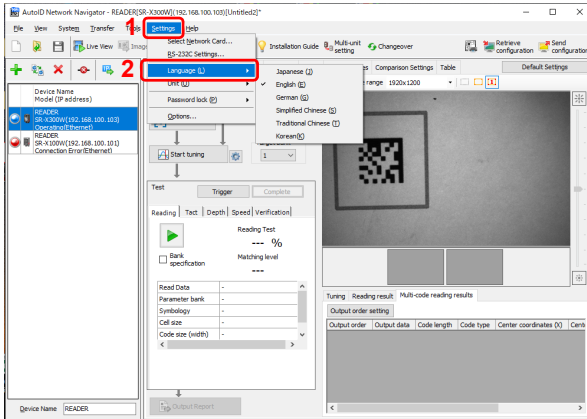 AutoID Network Navigator - READER[SR-X300W](192.168.100.103)[Untitled2]*
1
File View System Transfer Tools Settings Help
Live View
Installation Guide
Multi-unit setting
Changeover
Retrieve configuration
Send configuration
Select Network Card...
RS-232C Settings...
2
Language (L)
Unit (U)
Password lock (P)
Options...
Japanese (J)
English (E)
German (G)
Simplified Chinese (S)
Traditional Chinese (T)
Korean(K)
Comparison Settings Table
Default Settings
range 1920x1200
Device Name
Model (IP address)
READER
SR-X300W(192.168.100.103)
Operating(Ethernet)
READER
SR-X100W(192.168.100.101)
Connection Error(Ethernet)
Start tuning
1
Test
Trigger
Complete
Reading Tact Depth Speed Verification
Reading Test
--- %
Bank specification
Matching level
---
Read Data -
Parameter bank -
Symbology -
Cell size -
Code size (width) -
Tuning Reading result Multi-code reading results
Output order setting
Output order Output data Code length Code type Center coordinates (X)
Output Report
Device Name READER